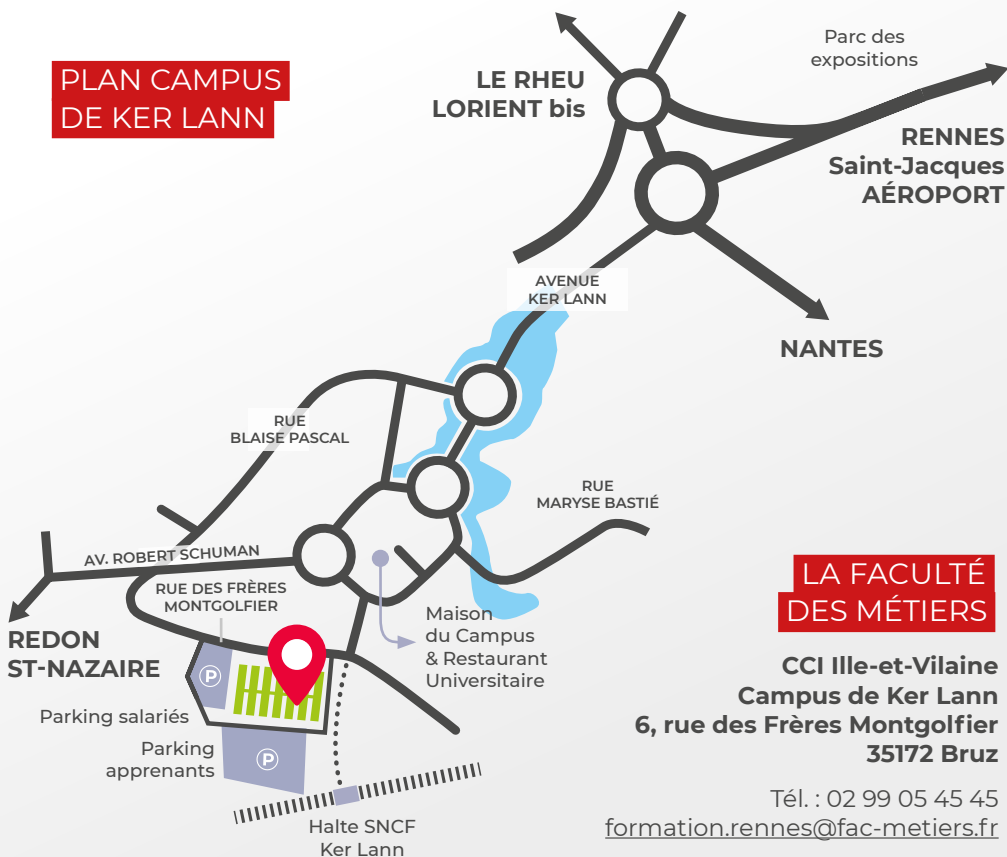 PLAN CAMPUS
DE KER LANN
LE RHEU
LORIENT bis
Parc des
expositions
RENNES
Saint-Jacques
AÉROPORT
AVENUE
KER LANN
NANTES
RUE
BLAISE PASCAL
RUE
MARYSE BASTIÉ
AV. ROBERT SCHUMAN
RUE DES FRÈRES
MONTGOLFIER
REDON
ST-NAZAIRE
Maison
du Campus
& Restaurant
Universitaire
P
Parking salariés
Parking
apprenants
P
Halte SNCF
Ker Lann
LA FACULTÉ
DES MÉTIERS
CCI Ille-et-Vilaine
Campus de Ker Lann
6, rue des Frères Montgolfier
35172 Bruz
Tél. : 02 99 05 45 45
formation.rennes@fac-metiers.fr